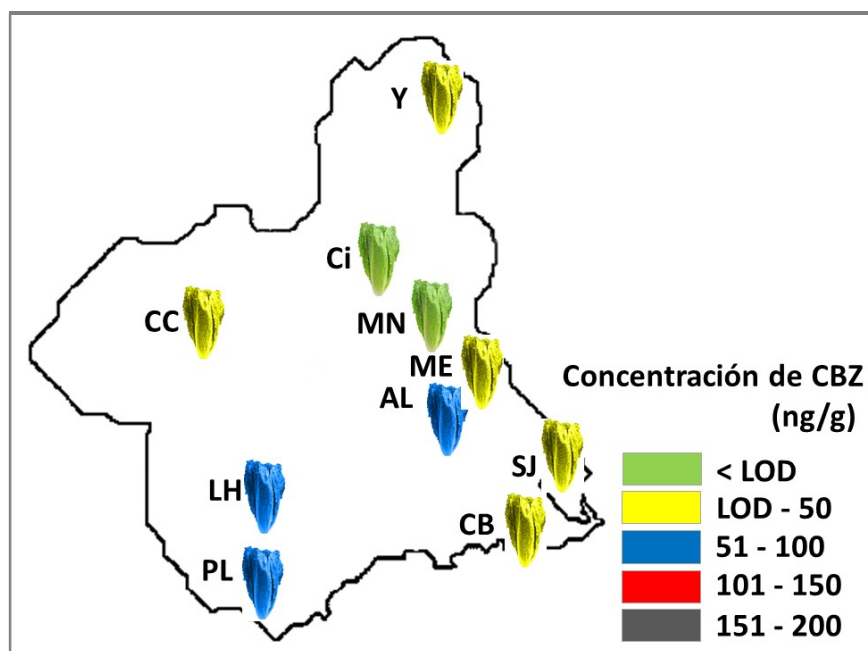 Y
Ci
CC
MN
ME
AL
LH
SJ
CB
PL
Concentración de CBZ
(ng/g)
< LOD
LOD - 50
51 - 100
101 - 150
151 - 200